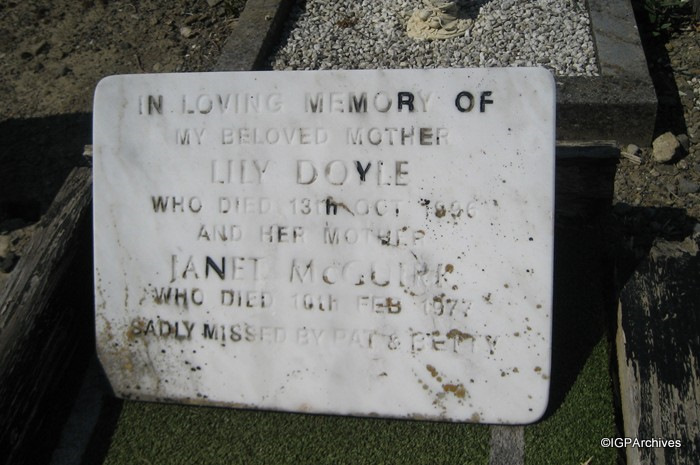 IN LOVING MEMORY OF
MY BELOVED MOTHER
LILY DOYLE
WHO DIED 13TH OCT
AND HER MOTHER
JANET MCGUIRE
WHO DIED 10TH FEB 1977
SADLY MISSED BY PAT & BETTY
©IGPArchives